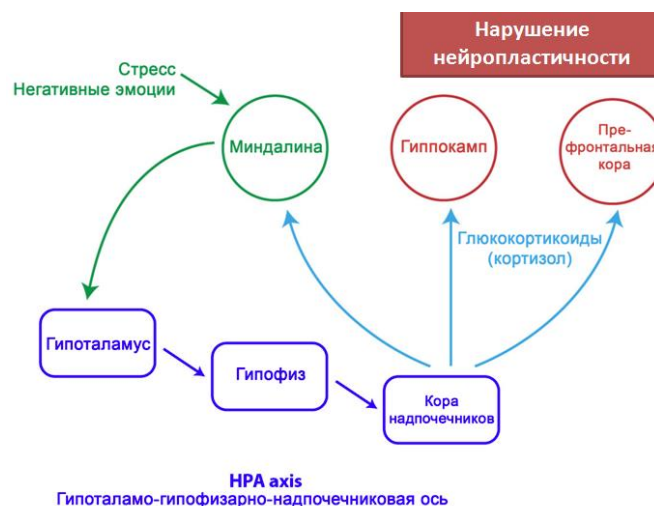 Нарушение
нейропластичности
Стресс
Негативные эмоции
Миндалина
Гиппокамп
Пре-
фронтальная
кора
Глюкокортикоиды
(кортизол)
Гипоталамус
Гипофиз
Кора
надпочечников
HPA axis
Гипоталамо-гипофизарно-надпочечниковая ось